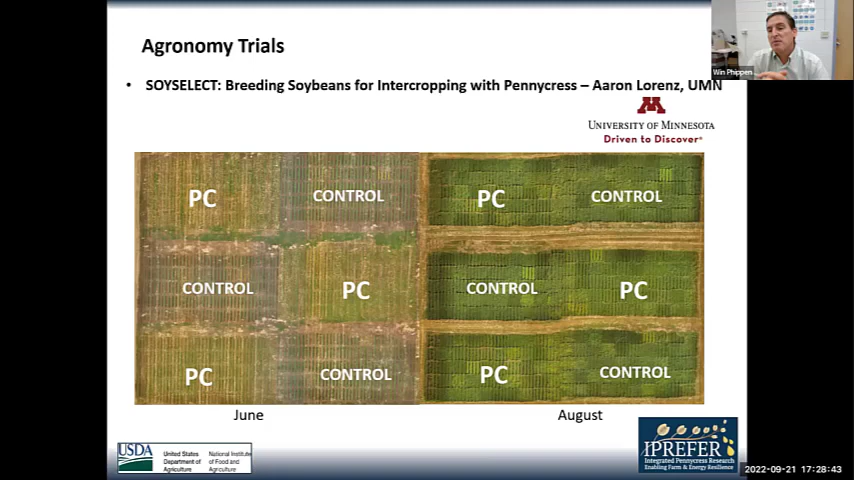 Agronomy Trials
Win Phippen
• SOYSELECT: Breeding Soybeans for Intercropping with Pennycress – Aaron Lorenz, UMN
UNIVERSITY OF MINNESOTA
Driven to Discover®
PC CONTROL PC CONTROL
CONTROL PC CONTROL PC
PC CONTROL PC CONTROL
June August
USDA
United States
Department of
Agriculture
National Institute
of Food and
Agriculture
IPREFER
Integrated Pennycress Research
Enabling Farm & Energy Resilience
2022-09-21 17:28:43